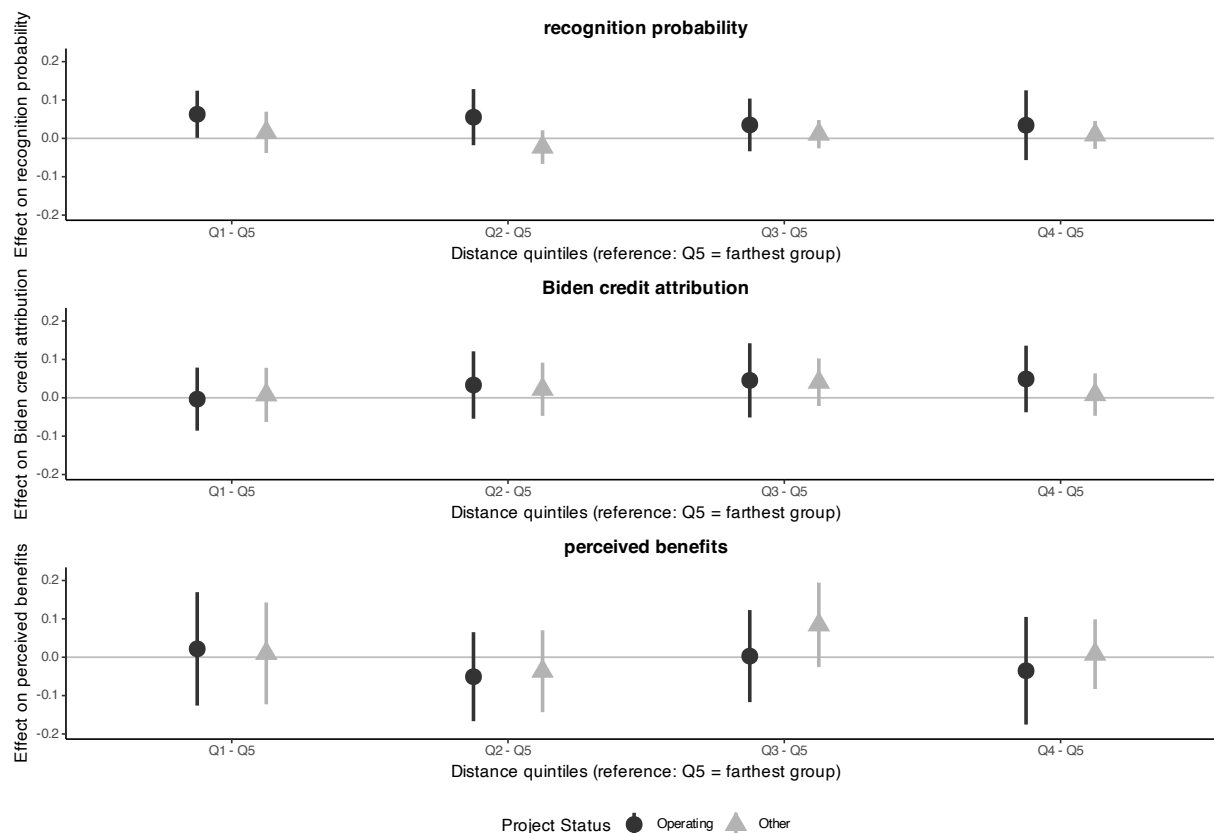 recognition probability
Effect on recognition probability
0.2
0.1
0.0
-0.1
-0.2
Q1 - Q5 Q2 - Q5 Q3 - Q5 Q4 - Q5
Distance quintiles (reference: Q5 = farthest group)
Biden credit attribution
Effect on Biden credit attribution
0.2
0.1
0.0
-0.1
-0.2
Q1 - Q5 Q2 - Q5 Q3 - Q5 Q4 - Q5
Distance quintiles (reference: Q5 = farthest group)
perceived benefits
Effect on perceived benefits
0.2
0.1
0.0
-0.1
-0.2
Q1 - Q5 Q2 - Q5 Q3 - Q5 Q4 - Q5
Distance quintiles (reference: Q5 = farthest group)
Project Status Operating Other